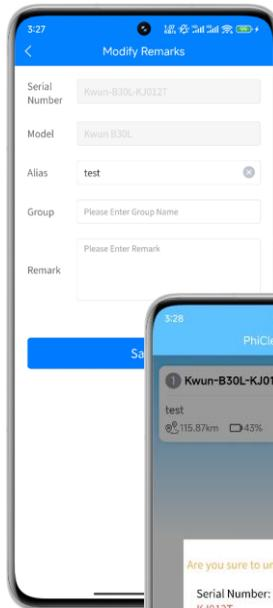 3:27
Modify Remarks
Serial Number
Kwun-B30L-KJ012T
Model
Kwun B30L
Alias
test
Group
Please Enter Group Name
Please Enter Remark
Remark
3:28
Kwun-B30L-KJ01
test
115.87km 43%
Are you sure to
Serial Number:
KJ012T